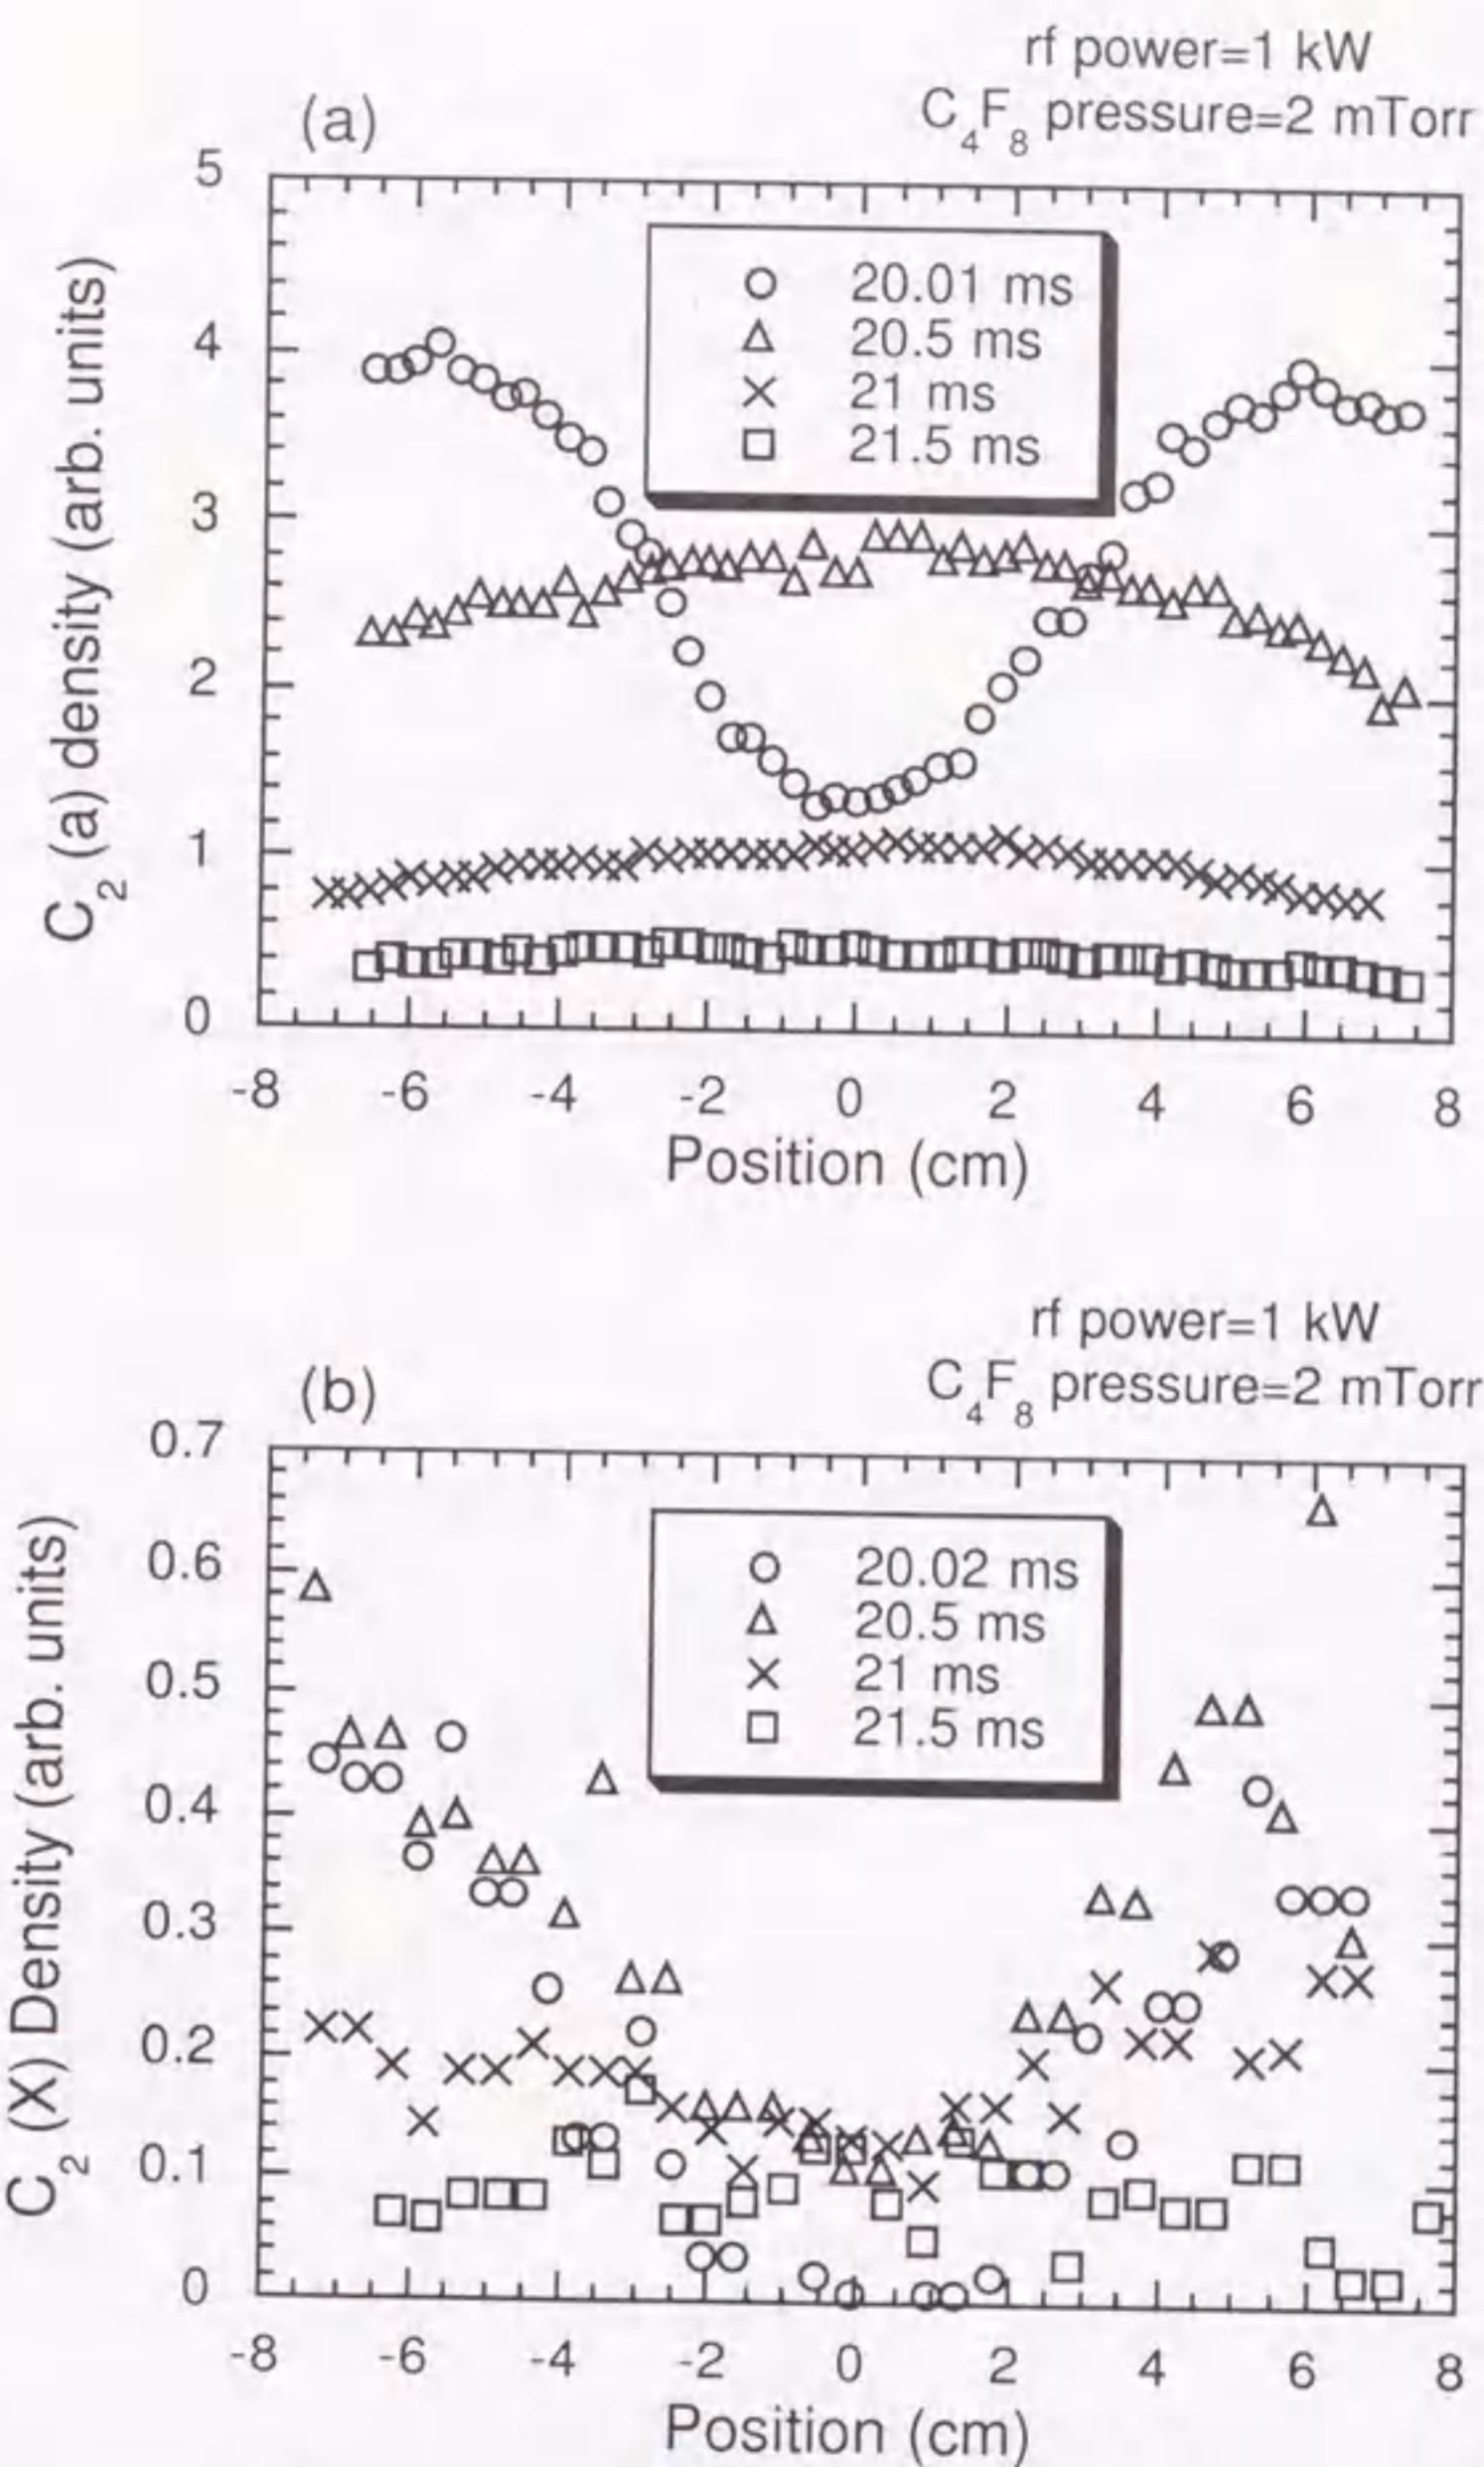 rf power=1 kW
(a)
C₄F₈ pressure=2 mTorr
5
4
3
2
1
0
C₂ (a) density (arb. units)
20.01 ms
20.5 ms
21 ms
21.5 ms
-8 -6 -4 -2 0 2 4 6 8
Position (cm)
rf power=1 kW
(b)
C₄F₈ pressure=2 mTorr
0.7
0.6
0.5
0.4
0.3
0.2
0.1
0
C₂ (X) Density (arb. units)
20.02 ms
20.5 ms
21 ms
21.5 ms
-8 -6 -4 -2 0 2 4 6 8
Position (cm)